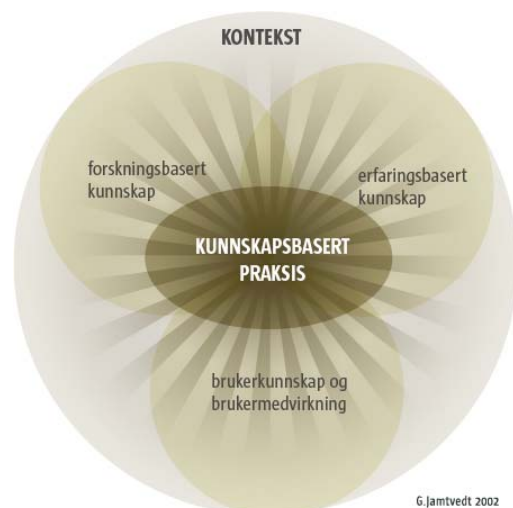 KONTEKST
forskningsbasert
kunnskap
erfaringsbasert
kunnskap
KUNNSKAPSBASERT
PRAKSIS
brukerkunnskap og
brukermedvirkning
G.Jamtvedt 2002